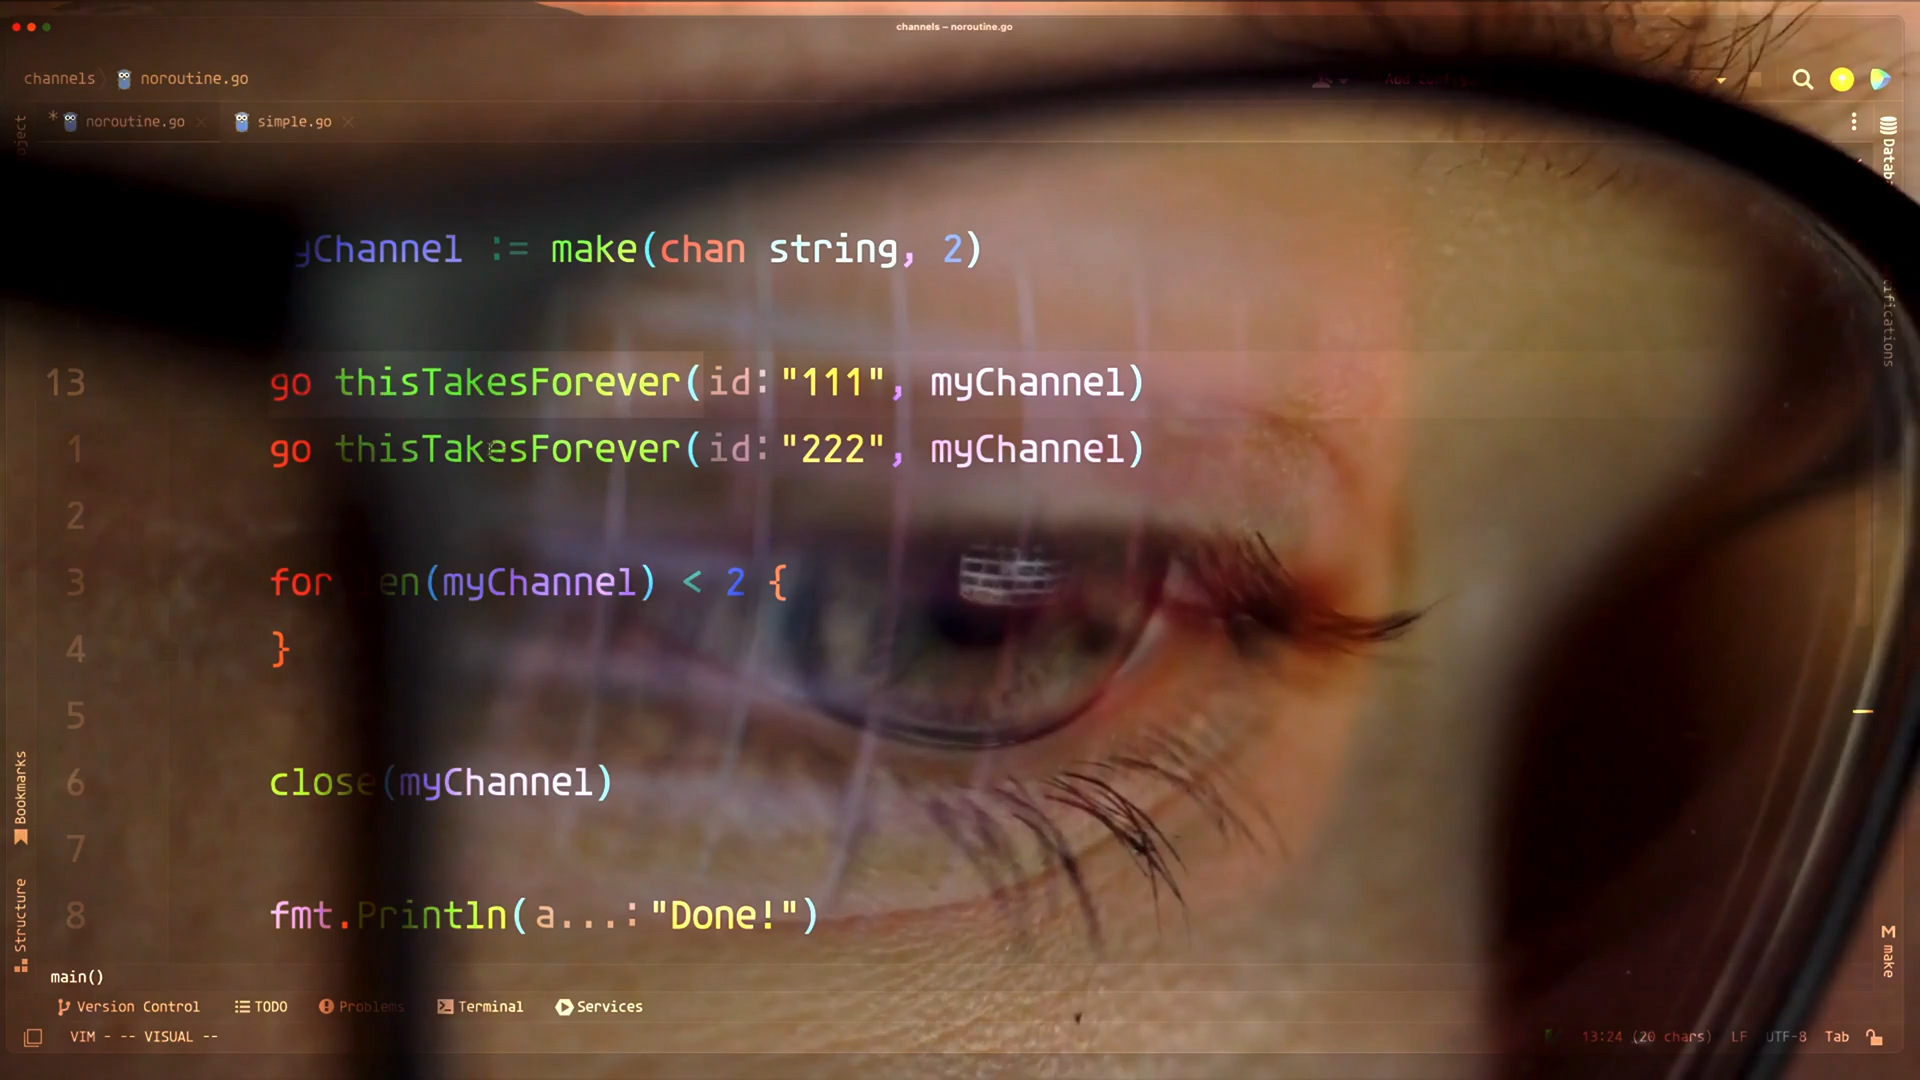 channels – noroutine.go
channels noroutine.go
* noroutine.go × simple.go ×
yChannel := make(chan string, 2)
13 go thisTakesForever(id:"111", myChannel)
1 go thisTakesForever(id:"222", myChannel)
2
3 for len(myChannel) < 2 {
4 }
5
6 close(myChannel)
7
8 fmt.Println(a...:"Done!")
main()
Version Control TODO Problems Terminal Services
VIM - -- VISUAL -- 13:24 (20 chars) LF UTF-8 Tab
Bookmarks
Structure
make